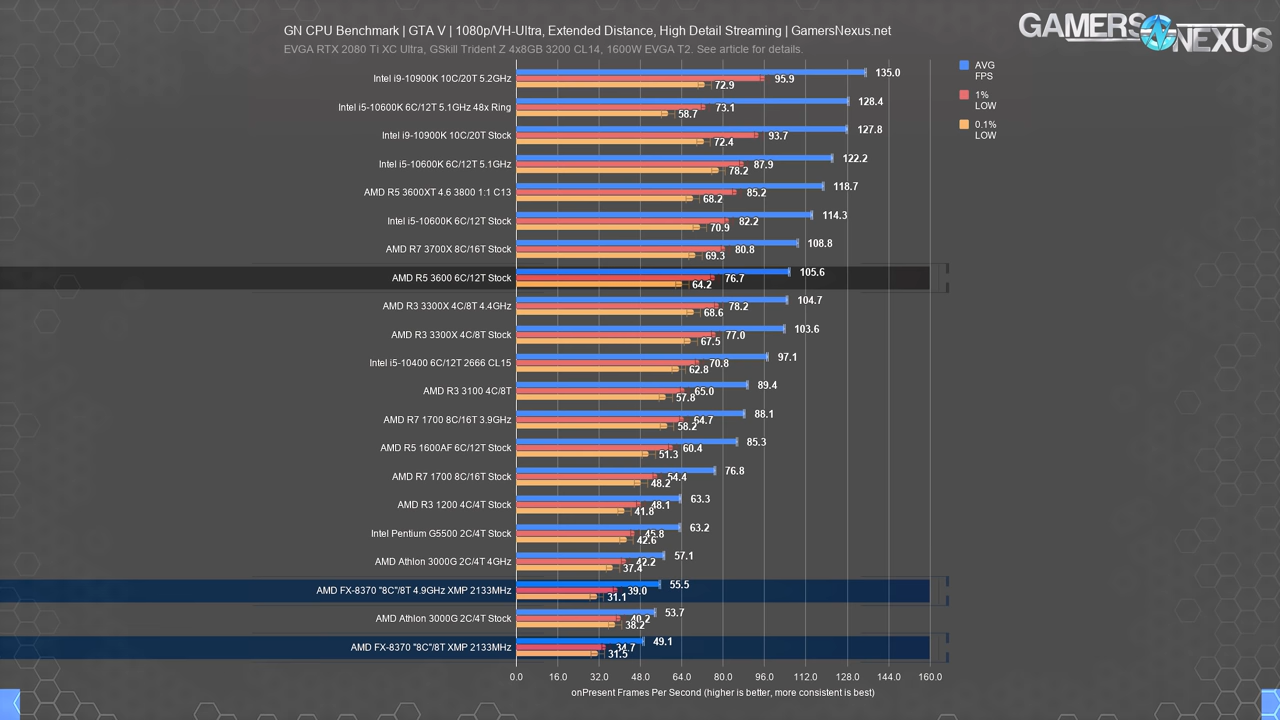 GN CPU Benchmark | GTA V | 1080p/VH-Ultra, Extended Distance, High Detail Streaming | GamersNexus.net
EVGA RTX 2080 Ti XC Ultra, GSkill Trident Z 4x8GB 3200 CL14, 1600W EVGA T2. See article for details.
GAMERS NEXUS
AVG FPS
1% LOW
0.1% LOW
Intel i9-10900K 10C/20T 5.2GHz 135.0 95.9 72.9
Intel i5-10600K 6C/12T 5.1GHz 48x Ring 128.4 73.1 58.7
Intel i9-10900K 10C/20T Stock 127.8 93.7 72.4
Intel i5-10600K 6C/12T 5.1GHz 122.2 87.9 78.2
AMD R5 3600XT 4.6 3800 1:1 C13 118.7 85.2 68.2
Intel i5-10600K 6C/12T Stock 114.3 82.2 70.9
AMD R7 3700X 8C/16T Stock 108.8 80.8 69.3
AMD R5 3600 6C/12T Stock 105.6 76.7 64.2
AMD R3 3300X 4C/8T 4.4GHz 104.7 78.2 68.6
AMD R3 3300X 4C/8T Stock 103.6 77.0 67.5
Intel i5-10400 6C/12T 2666 CL15 97.1 70.8 62.8
AMD R3 3100 4C/8T 89.4 65.0 57.8
AMD R7 1700 8C/16T 3.9GHz 88.1 64.7 58.2
AMD R5 1600AF 6C/12T Stock 85.3 60.4 51.3
AMD R7 1700 8C/16T Stock 76.8 54.4 48.2
AMD R3 1200 4C/4T Stock 63.3 48.1 41.8
Intel Pentium G5500 2C/4T Stock 63.2 45.8 42.6
AMD Athlon 3000G 2C/4T 4GHz 57.1 42.2 37.4
AMD FX-8370 "8C"/8T 4.9GHz XMP 2133MHz 55.5 39.0 31.1
AMD Athlon 3000G 2C/4T Stock 53.7 40.2 38.2
AMD FX-8370 "8C"/8T XMP 2133MHz 49.1 34.7 31.5
0.0 16.0 32.0 48.0 64.0 80.0 96.0 112.0 128.0 144.0 160.0
onPresent Frames Per Second (higher is better, more consistent is best)